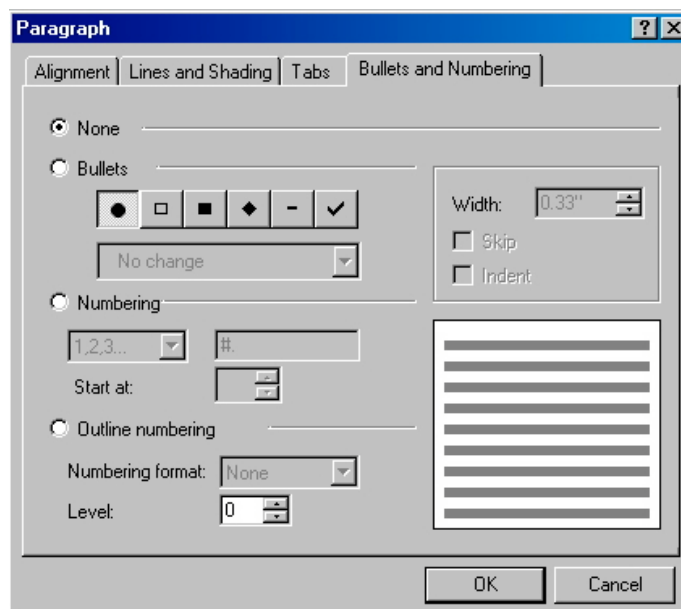 Paragraph
Alignment Lines and Shading Tabs Bullets and Numbering
None
Bullets
Width: 0.33"
No change
Skip
Indent
Numbering
1,2,3... #.
Start at:
Outline numbering
Numbering format: None
Level: 0
OK Cancel